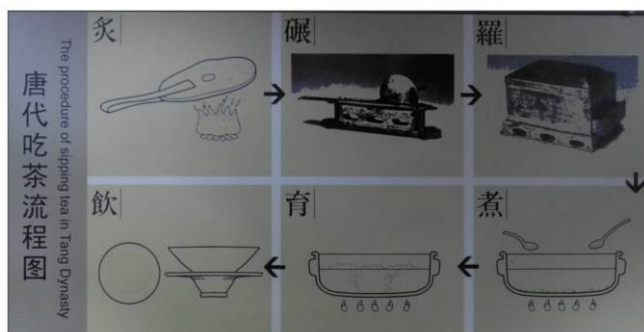 唐代吃茶流程图
The procedure of sipping tea in Tang Dynasty
炙
碾
羅
煮
育
飲